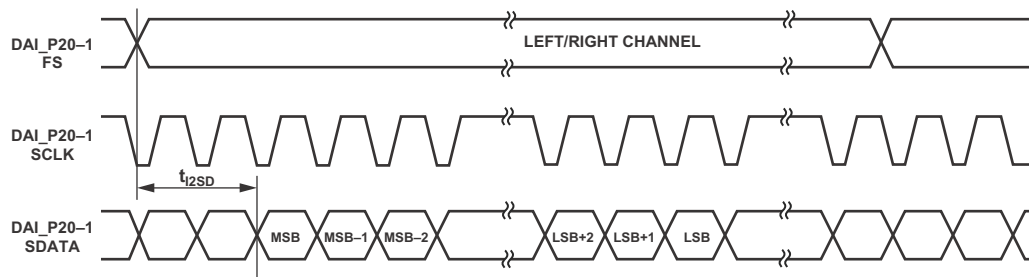 DAI_P20–1
FS
LEFT/RIGHT CHANNEL
DAI_P20–1
SCLK
tI2SD
DAI_P20–1
SDATA
MSB
MSB–1
MSB–2
LSB+2
LSB+1
LSB